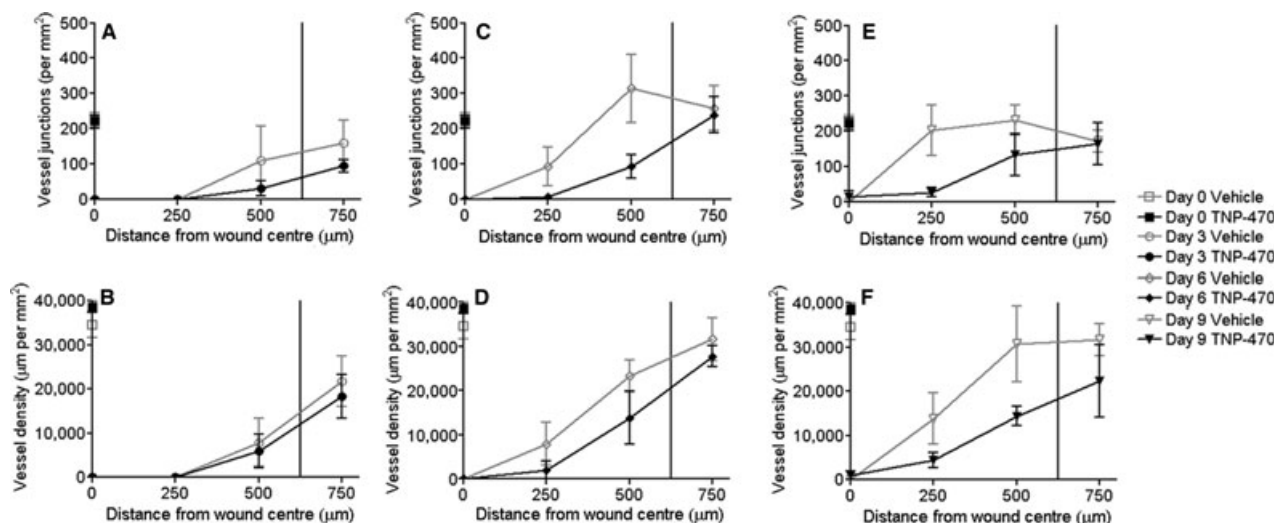 A
Vessel junctions (per mm²)
500
400
300
200
100
0
0 250 500 750
Distance from wound centre (µm)
C
Vessel junctions (per mm²)
500
400
300
200
100
0
0 250 500 750
Distance from wound centre (µm)
E
Vessel junctions (per mm²)
500
400
300
200
100
0
0 250 500 750
Distance from wound centre (µm)
B
Vessel density (µm per mm²)
40,000
30,000
20,000
10,000
0
0 250 500 750
Distance from wound centre (µm)
D
Vessel density (µm per mm²)
40,000
30,000
20,000
10,000
0
0 250 500 750
Distance from wound centre (µm)
F
Vessel density (µm per mm²)
40,000
30,000
20,000
10,000
0
0 250 500 750
Distance from wound centre (µm)
Day 0 Vehicle
Day 0 TNP-470
Day 3 Vehicle
Day 3 TNP-470
Day 6 Vehicle
Day 6 TNP-470
Day 9 Vehicle
Day 9 TNP-470